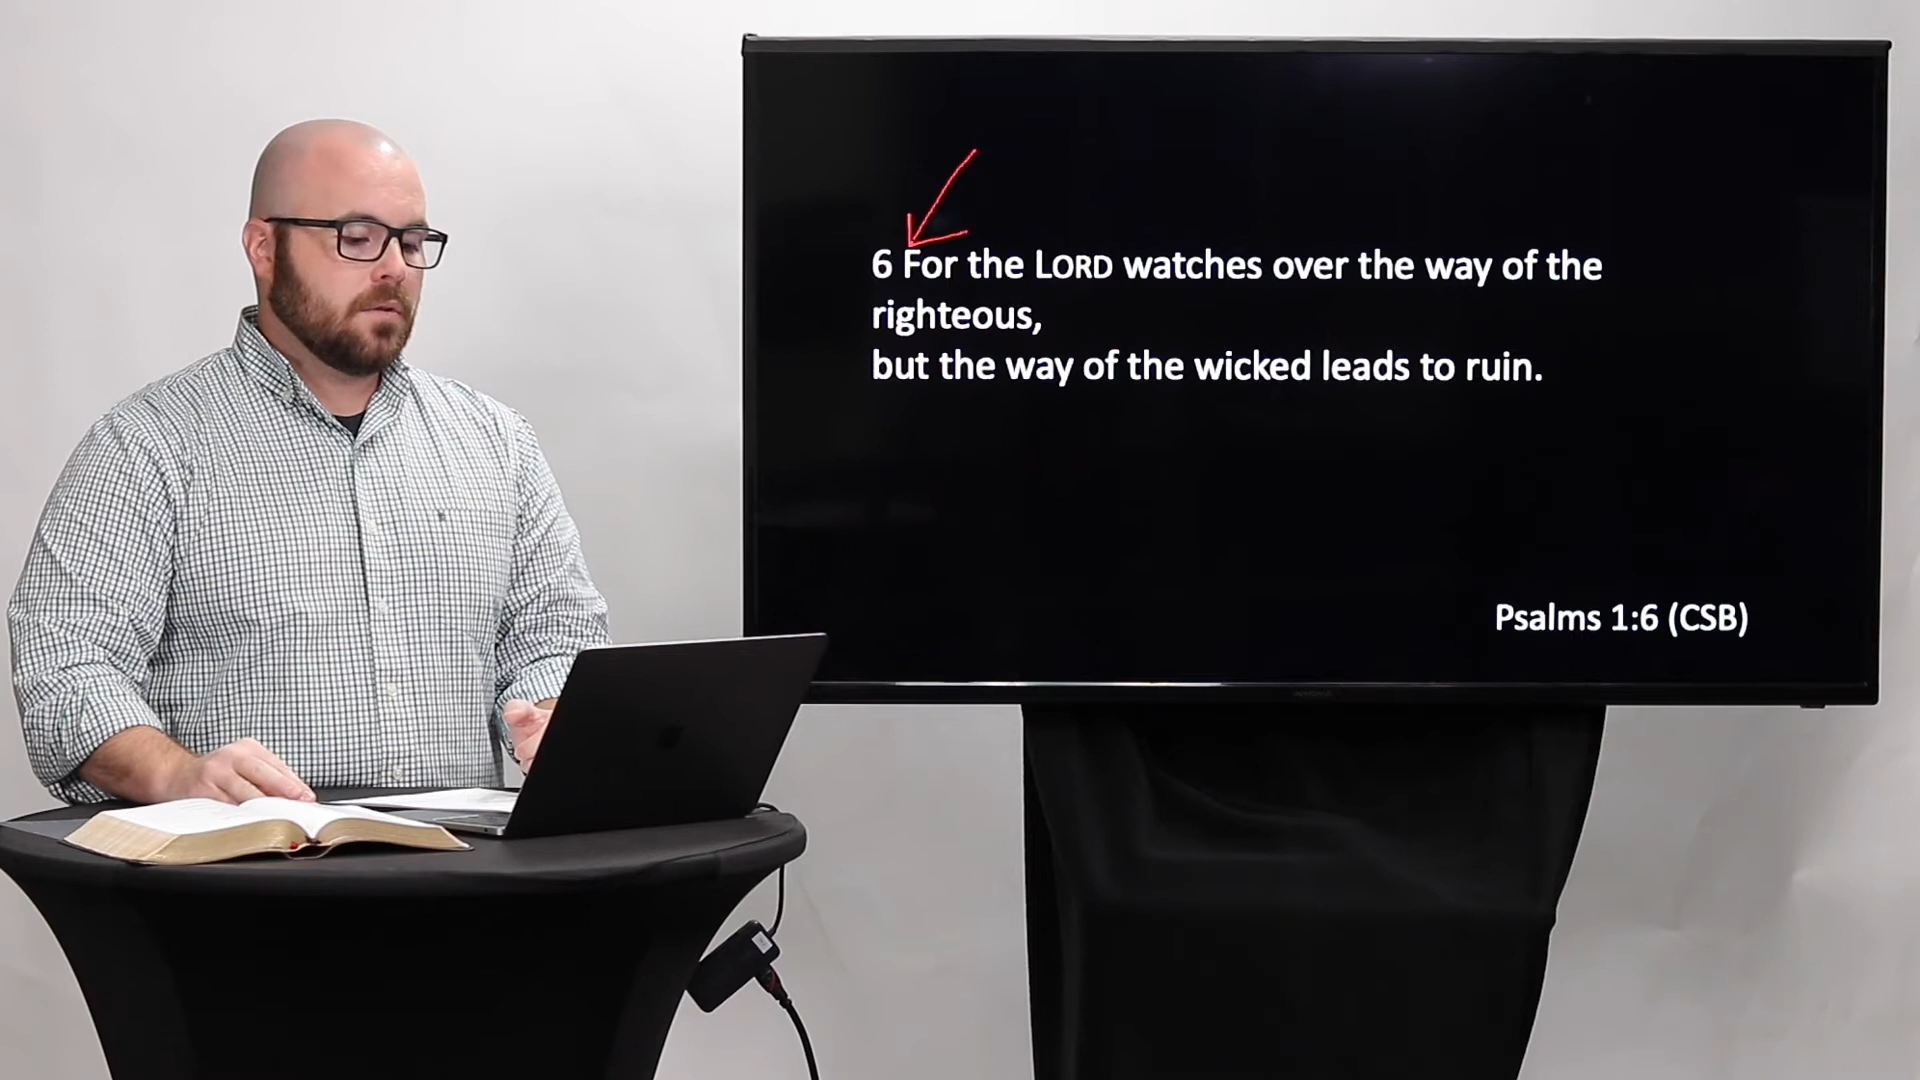 6 For the LORD watches over the way of the
righteous,
but the way of the wicked leads to ruin.
Psalms 1:6 (CSB)